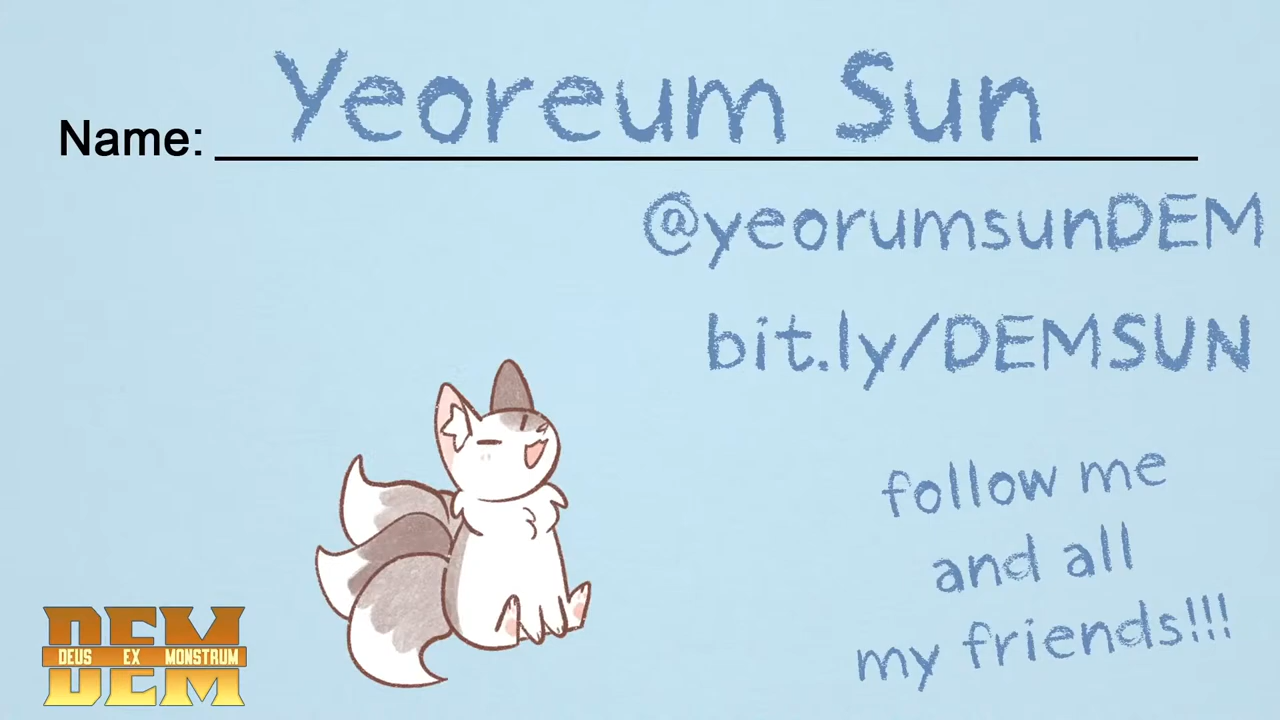 Name: Yeoreum Sun
@yeorumsunDEM
bit.ly/DEMSUN
follow me
and all
my friends!!!
DEM
DEUS EX MONSTRUM
DEM